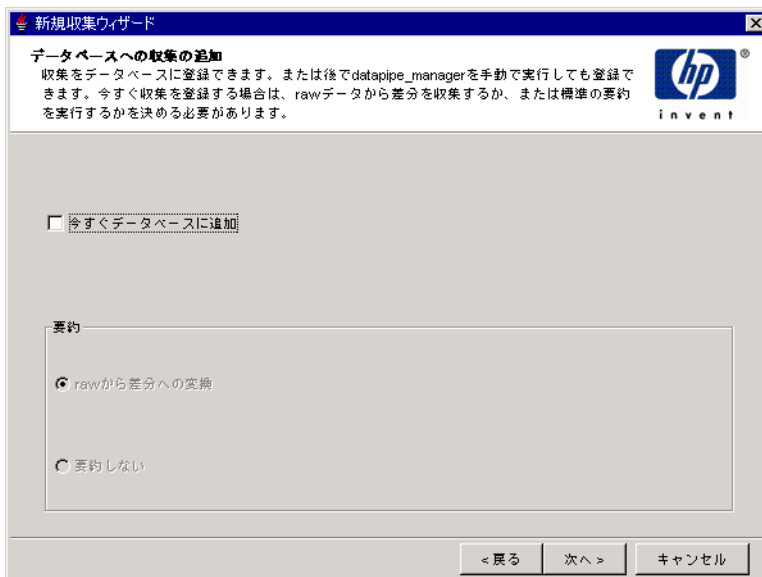 新規収集ウィザード
データベースへの収集の追加
収集をデータベースに登録できます。または後でdatapipe_managerを手動で実行しても登録で
きます。今すぐ収集を登録する場合は、rawデータから差分を収集するか、または標準の要約
を実行するかを決める必要があります。
hp
®
invent
今すぐデータベースに追加
要約
rawから差分への変換
要約しない
<戻る
次へ>
キャンセル